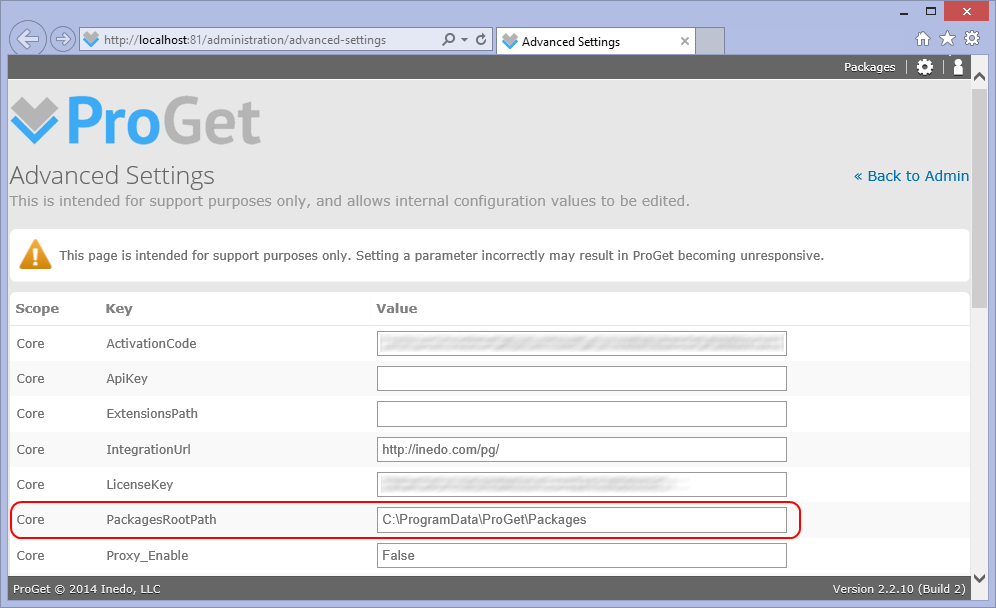 http://localhost:81/administration/advanced-settings
Advanced Settings
Packages
ProGet
Advanced Settings
« Back to Admin
This is intended for support purposes only, and allows internal configuration values to be edited.
This page is intended for support purposes only. Setting a parameter incorrectly may result in ProGet becoming unresponsive.
Scope Key Value
Core ActivationCode
Core ApiKey
Core ExtensionsPath
Core IntegrationUrl http://inedo.com/pg/
Core LicenseKey
Core PackagesRootPath C:\ProgramData\ProGet\Packages
Core Proxy_Enable False
ProGet © 2014 Inedo, LLC Version 2.2.10 (Build 2)